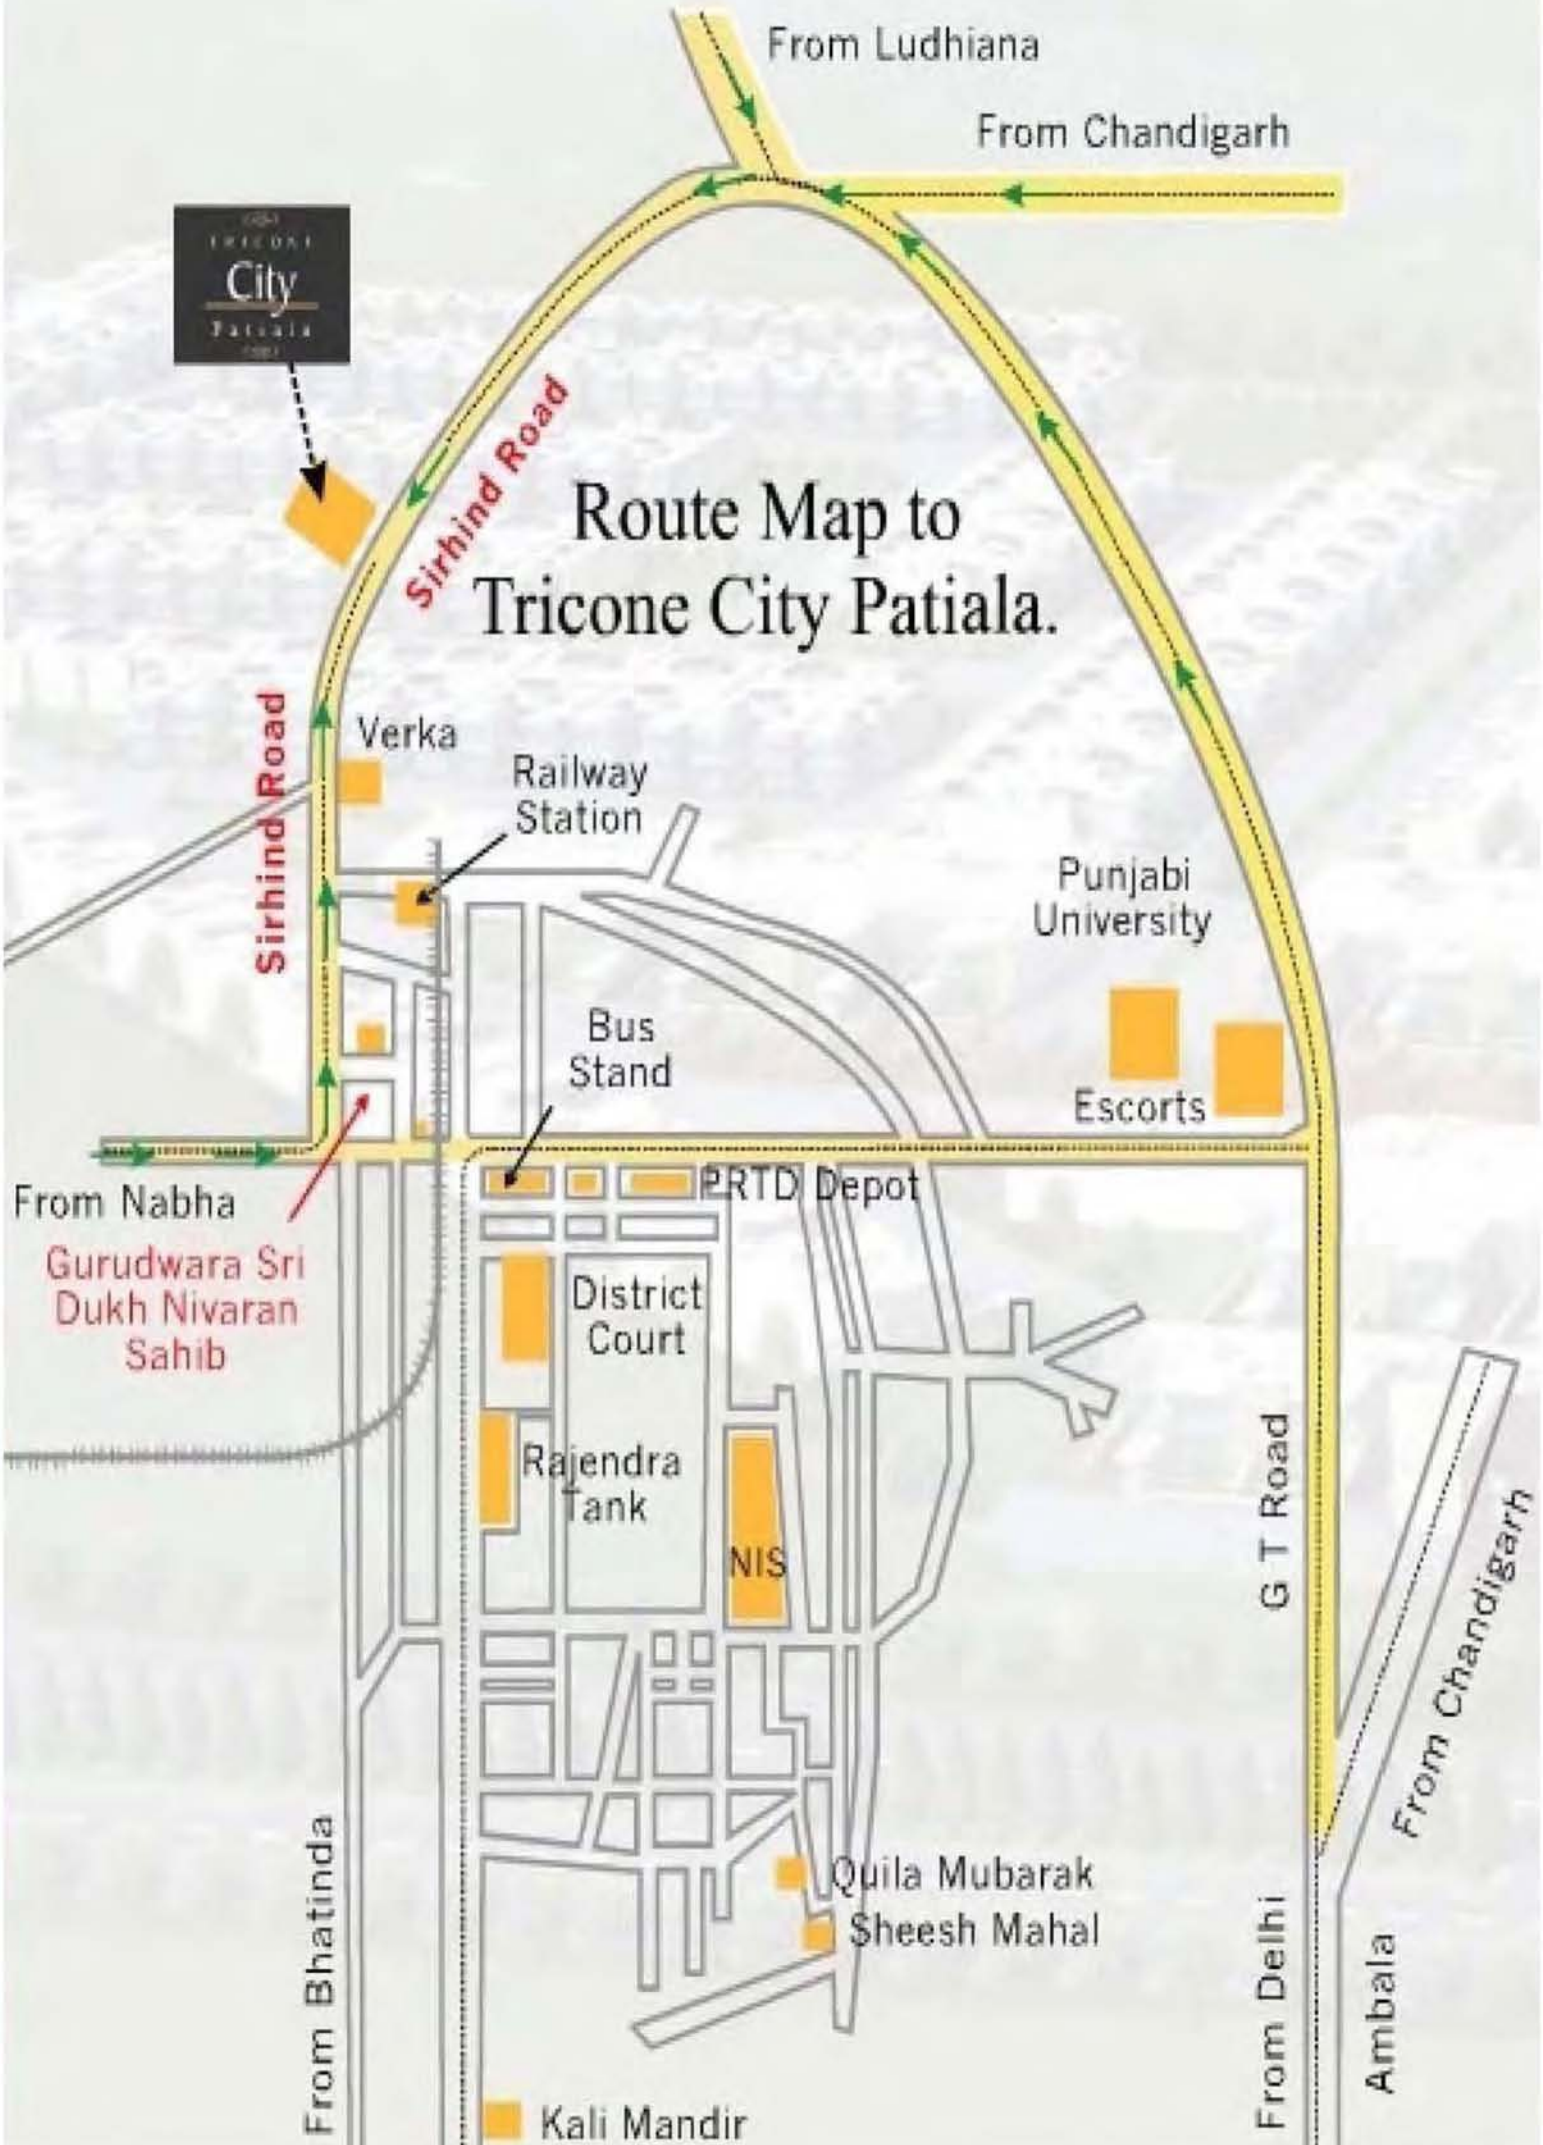 From Ludhiana
From Chandigarh
TRICONE
City
Patiala
Sirhind Road
Route Map to
Tricone City Patiala.
Sirhind Road
Verka
Railway
Station
Punjabi
University
Bus
Stand
Escorts
From Nabha
PRTD Depot
Gurudwara Sri
Dukh Nivaran
Sahib
District
Court
Rajendra
Tank
NIS
G T Road
From Chandigarh
From Bhatinda
Quila Mubarak
Sheesh Mahal
From Delhi
Ambala
Kali Mandir